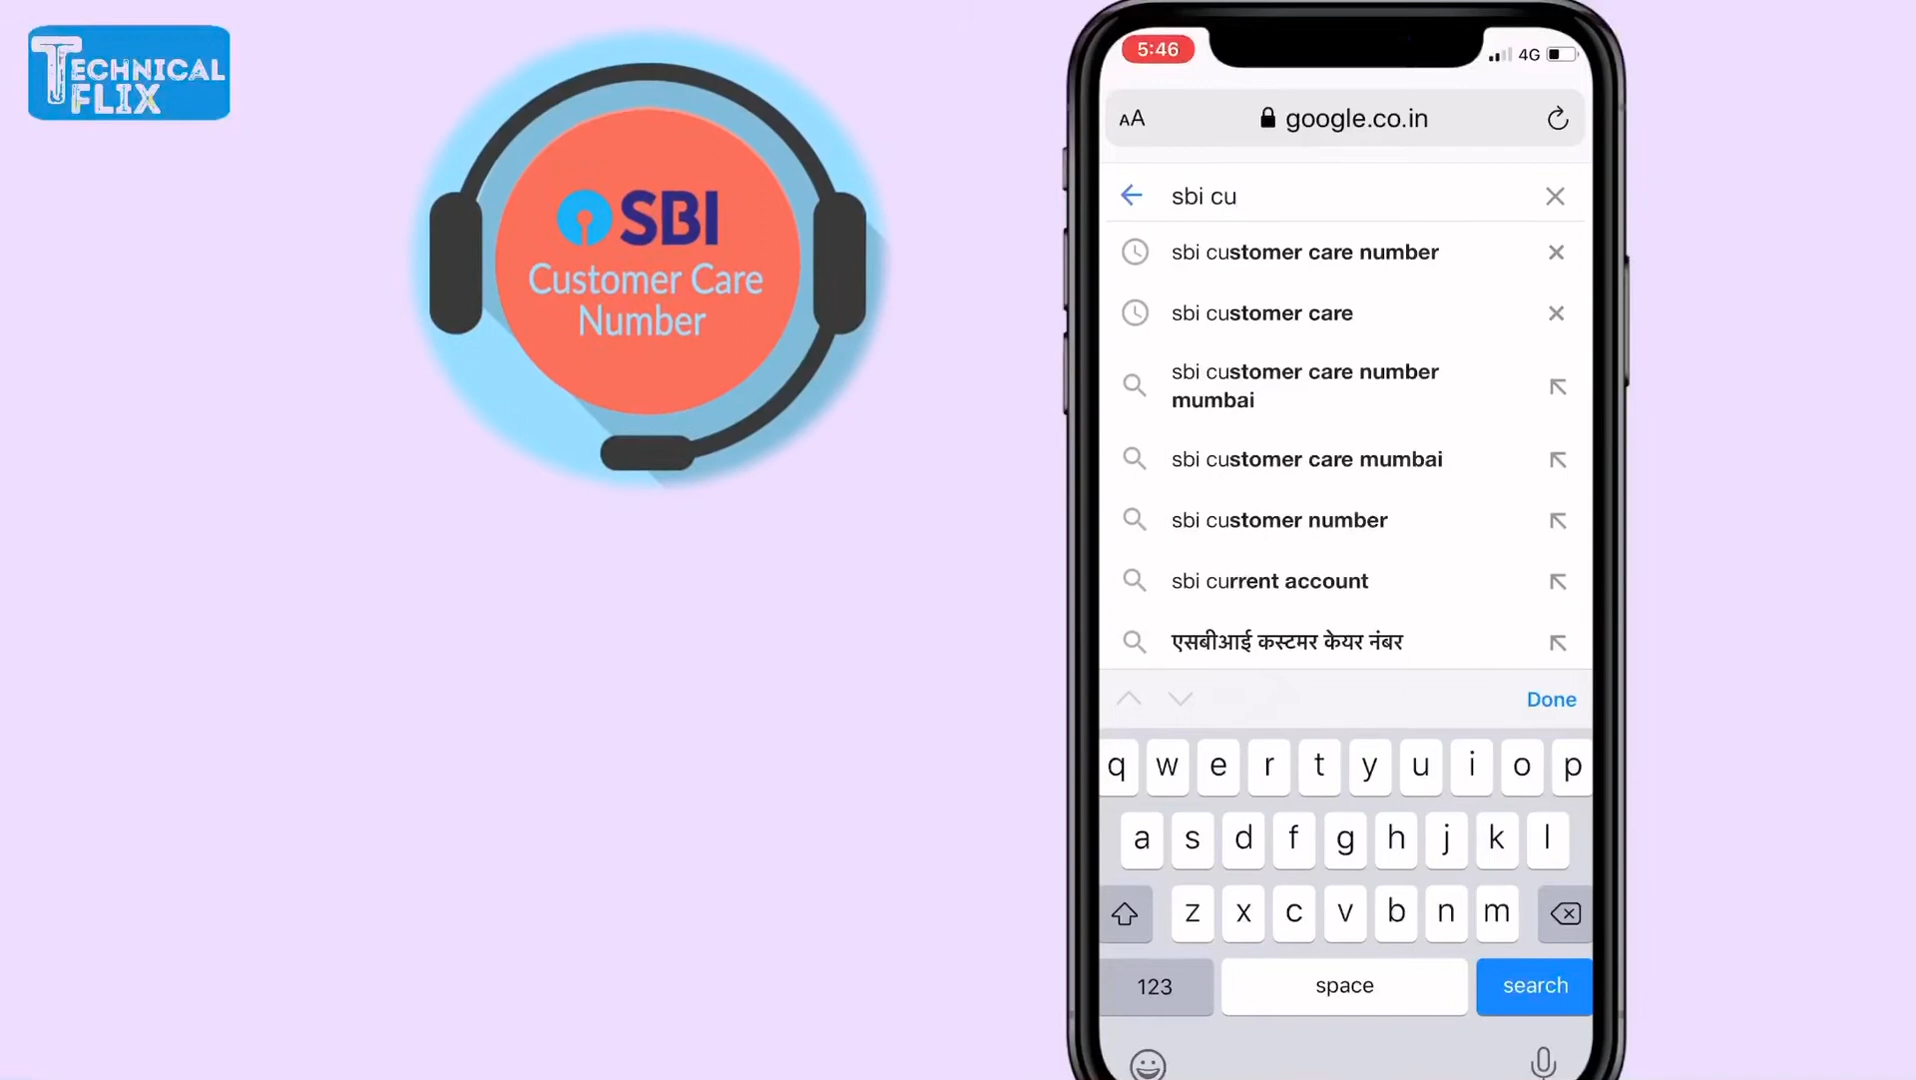 TECHNICAL
FLIX
SBI
Customer Care
Number
5:46
4G
AA
google.co.in
sbi cu
sbi customer care number
sbi customer care
sbi customer care number
mumbai
sbi customer care mumbai
sbi customer number
sbi current account
एसबीआई कस्टमर केयर नंबर
Done
q w e r t y u i o p
a s d f g h j k l
z x c v b n m
123 space search